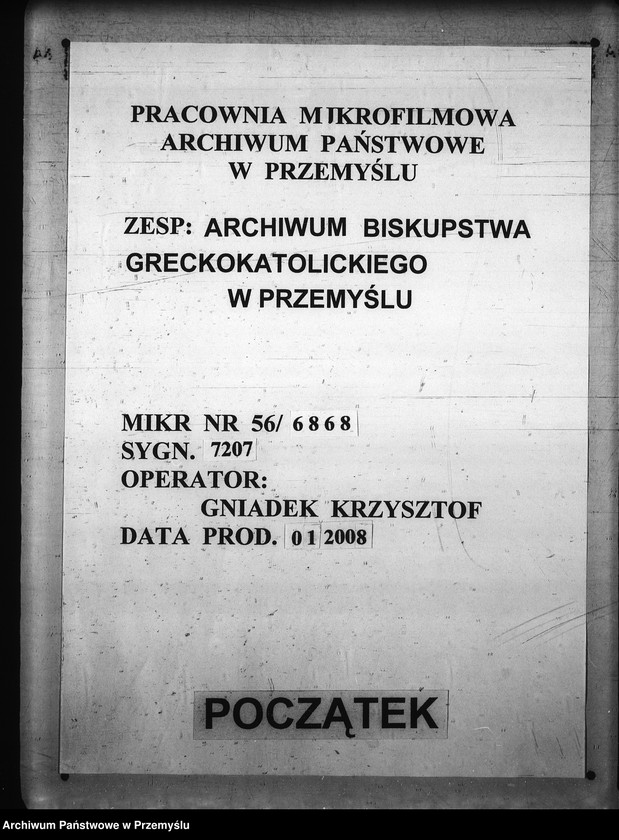 PRACOWNIA MIKROFILMOWA
ARCHIWUM PAŃSTWOWE
W PRZEMYŚLU
ZESP: ARCHIWUM BISKUPSTWA
GRECKOKATOLICKIEGO
W PRZEMYŚLU
MIKR NR 56/ 6868
SYGN. 7207
OPERATOR:
GNIADEK KRZYSZTOF
DATA PROD. 01 2008
POCZĄTEK
Archiwum Państwowe w Przemyślu